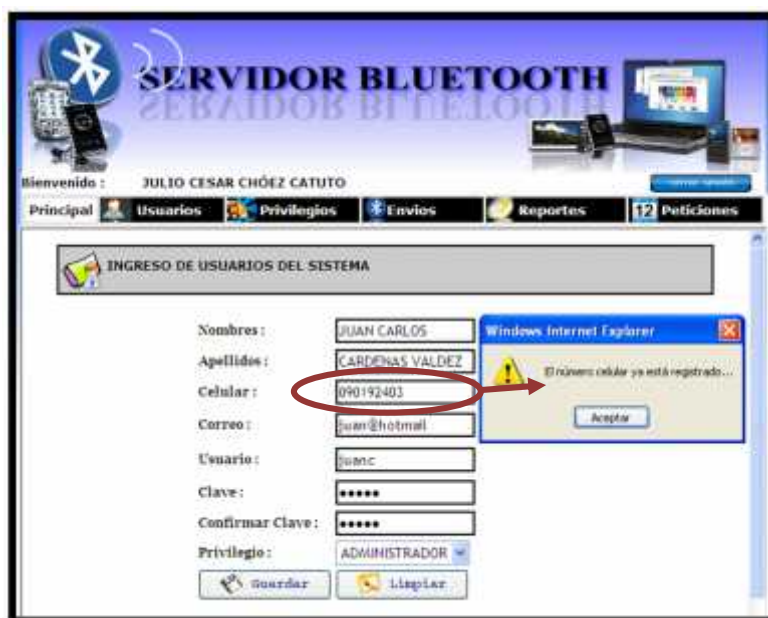 SERVIDOR BLUETOOTH
Bienvenido : JULIO CESAR CHÓEZ CATUTO
Principal Usuarios Privilegios Envios Reportes 12 Peticiones
INGRESO DE USUARIOS DEL SISTEMA
Nombres : JUAN CARLOS
Apellidos : CARDENAS VALDEZ
Celular : 090192403
Correo : juan@hotmail
Usuario : juanc
Clave : •••••
Confirmar Clave : •••••
Privilegio : ADMINISTRADOR
Guardar Limpiar
Windows Internet Explorer
El número celular ya está registrado...
Aceptar